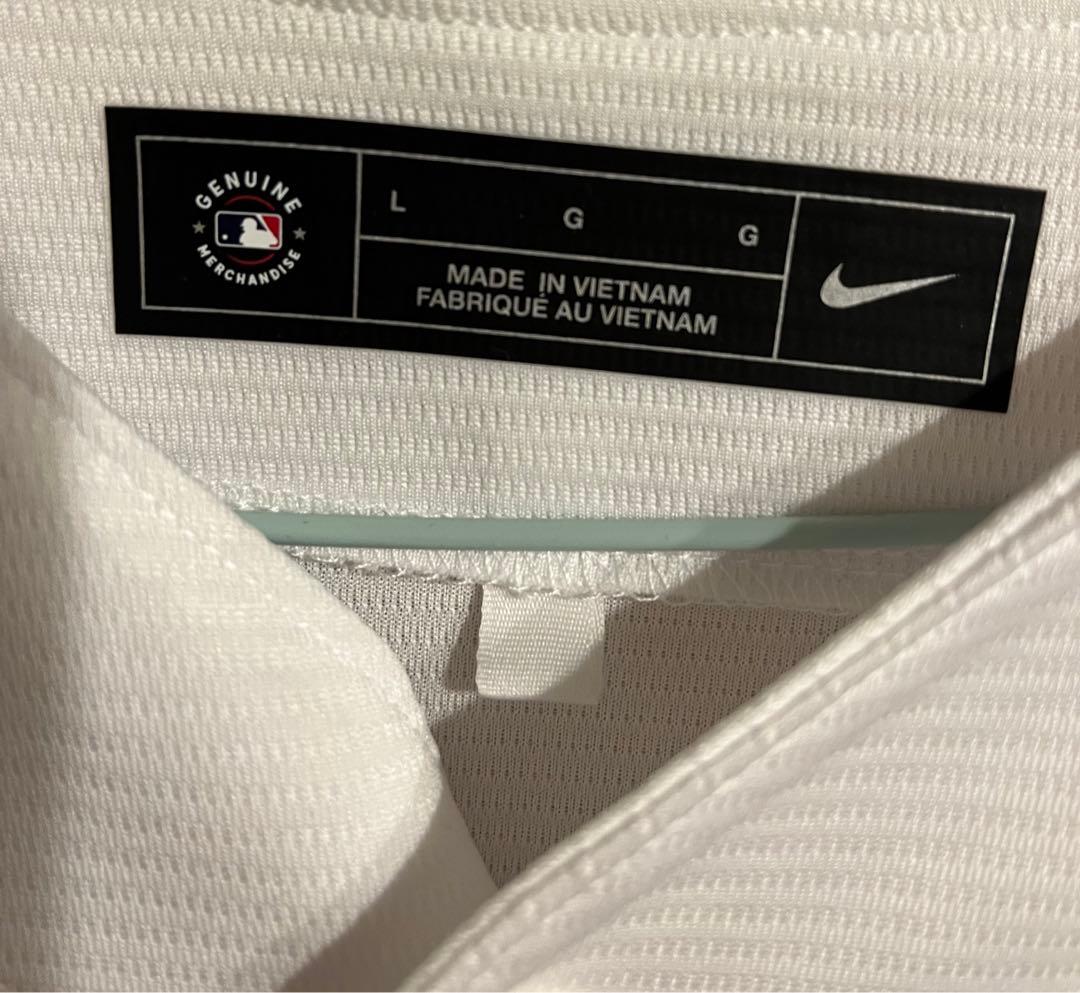 GENUINE
MERCHANDISE
L G G
MADE IN VIETNAM
FABRIQUÉ AU VIETNAM